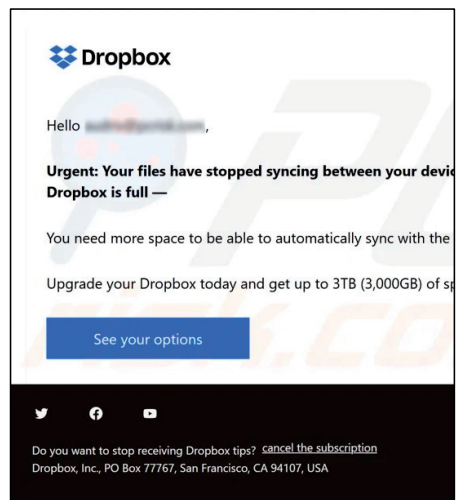 Dropbox
Hello ,
Urgent: Your files have stopped syncing between your devic
Dropbox is full —
You need more space to be able to automatically sync with the
Upgrade your Dropbox today and get up to 3TB (3,000GB) of sp
See your options
Do you want to stop receiving Dropbox tips? cancel the subscription
Dropbox, Inc., PO Box 77767, San Francisco, CA 94107, USA